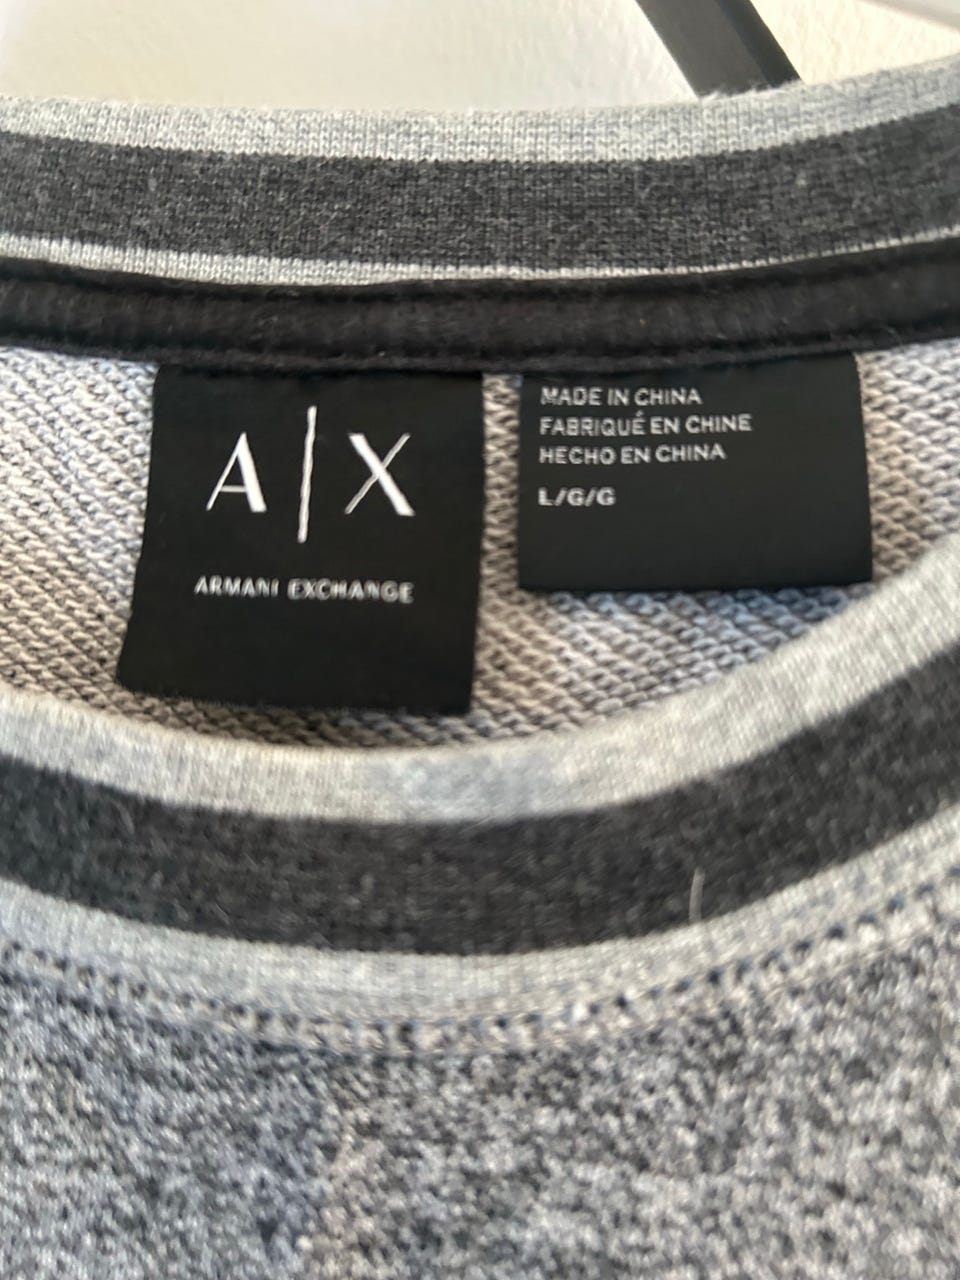 A|X
ARMANI EXCHANGE
MADE IN CHINA
FABRIQUÉ EN CHINE
HECHO EN CHINA
L/G/G